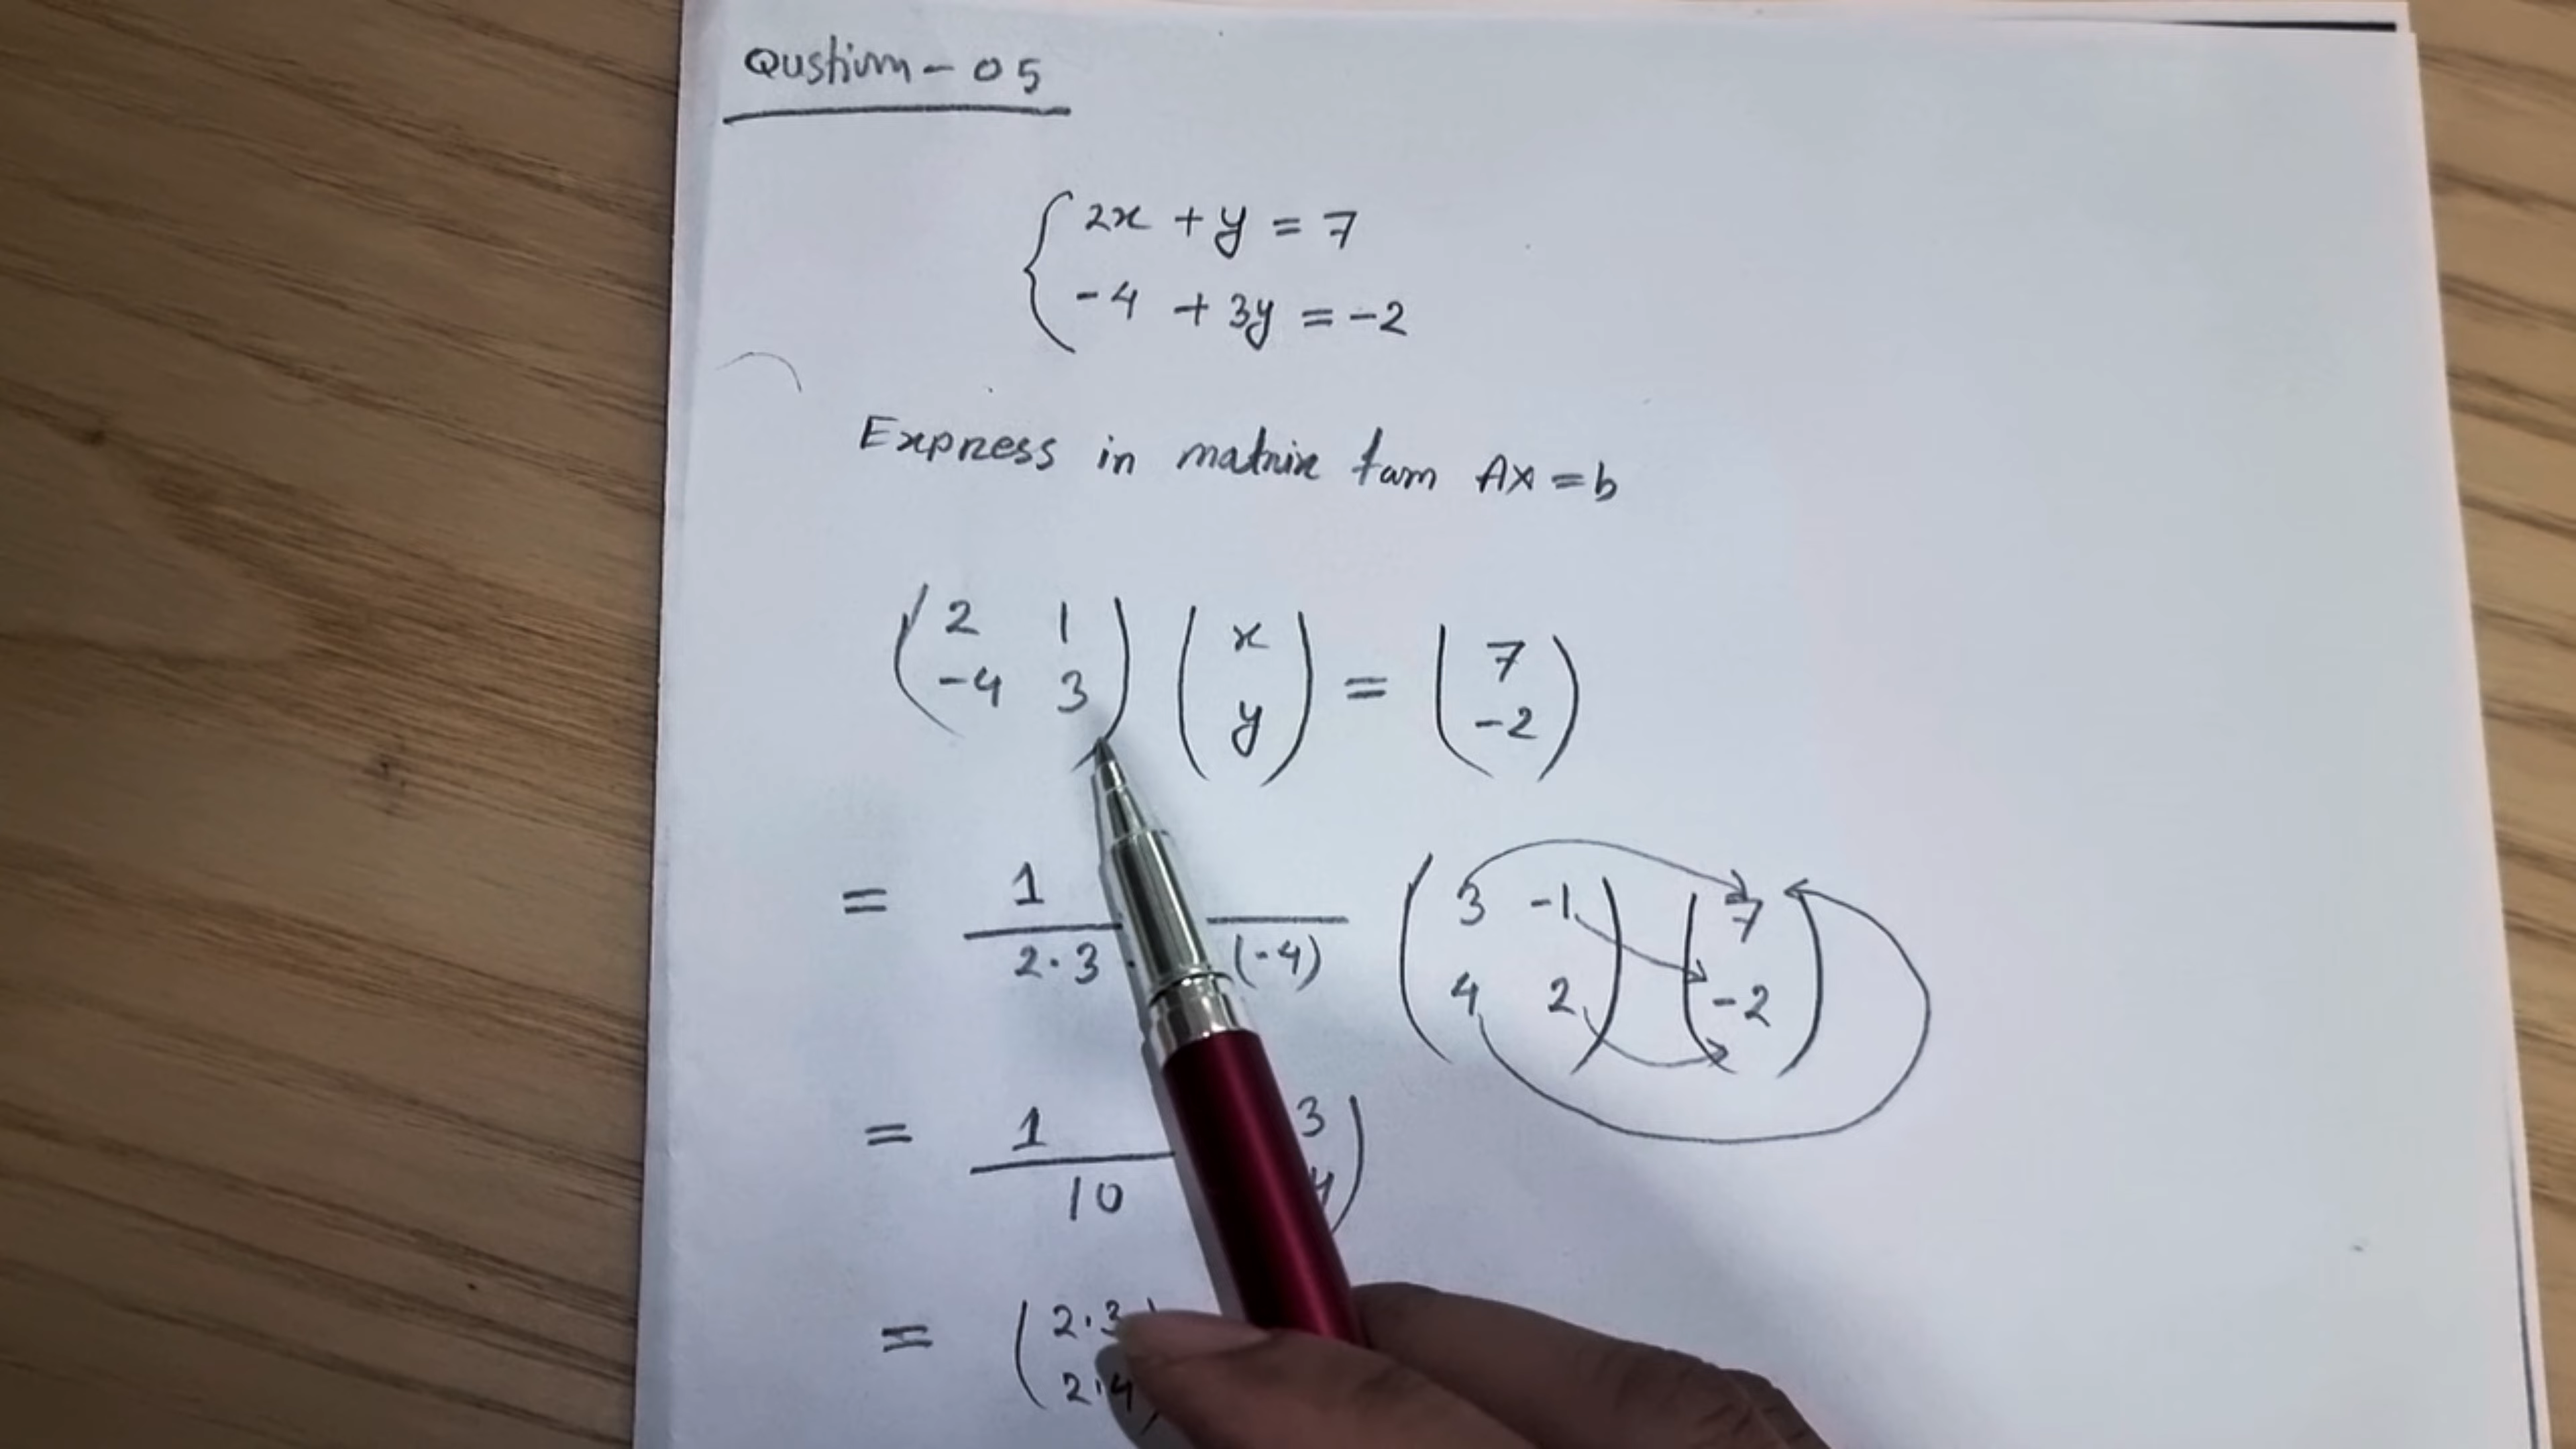 Qustion - 05
2x + y = 7
-4 + 3y = -2
Express in matrix form AX = b
( 2 1 ) ( x ) = ( 7 )
( -4 3 ) ( y ) ( -2 )
= 1 ( 3 -1 ) ( 7 )
2·3 (-4) ( 4 2 ) ( -2 )
= 1 3 )
10 )
= ( 2.3
( 2.4